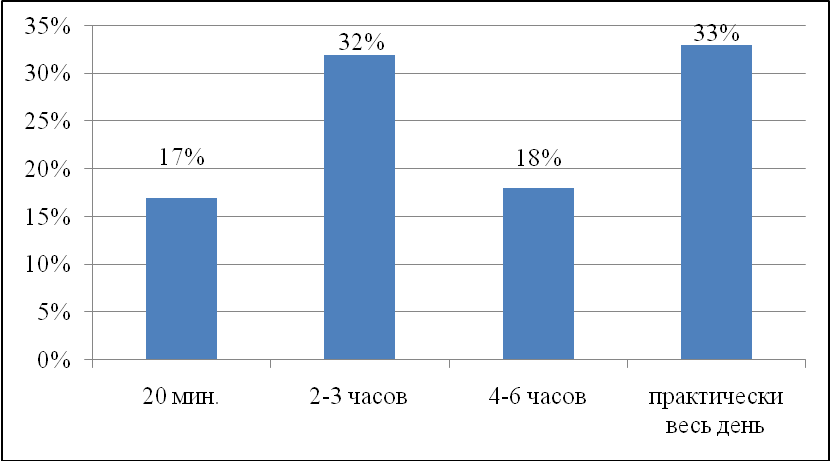 35%
30%
25%
20%
15%
10%
5%
0%
17%
32%
18%
33%
20 мин.
2-3 часов
4-6 часов
практически
весь день